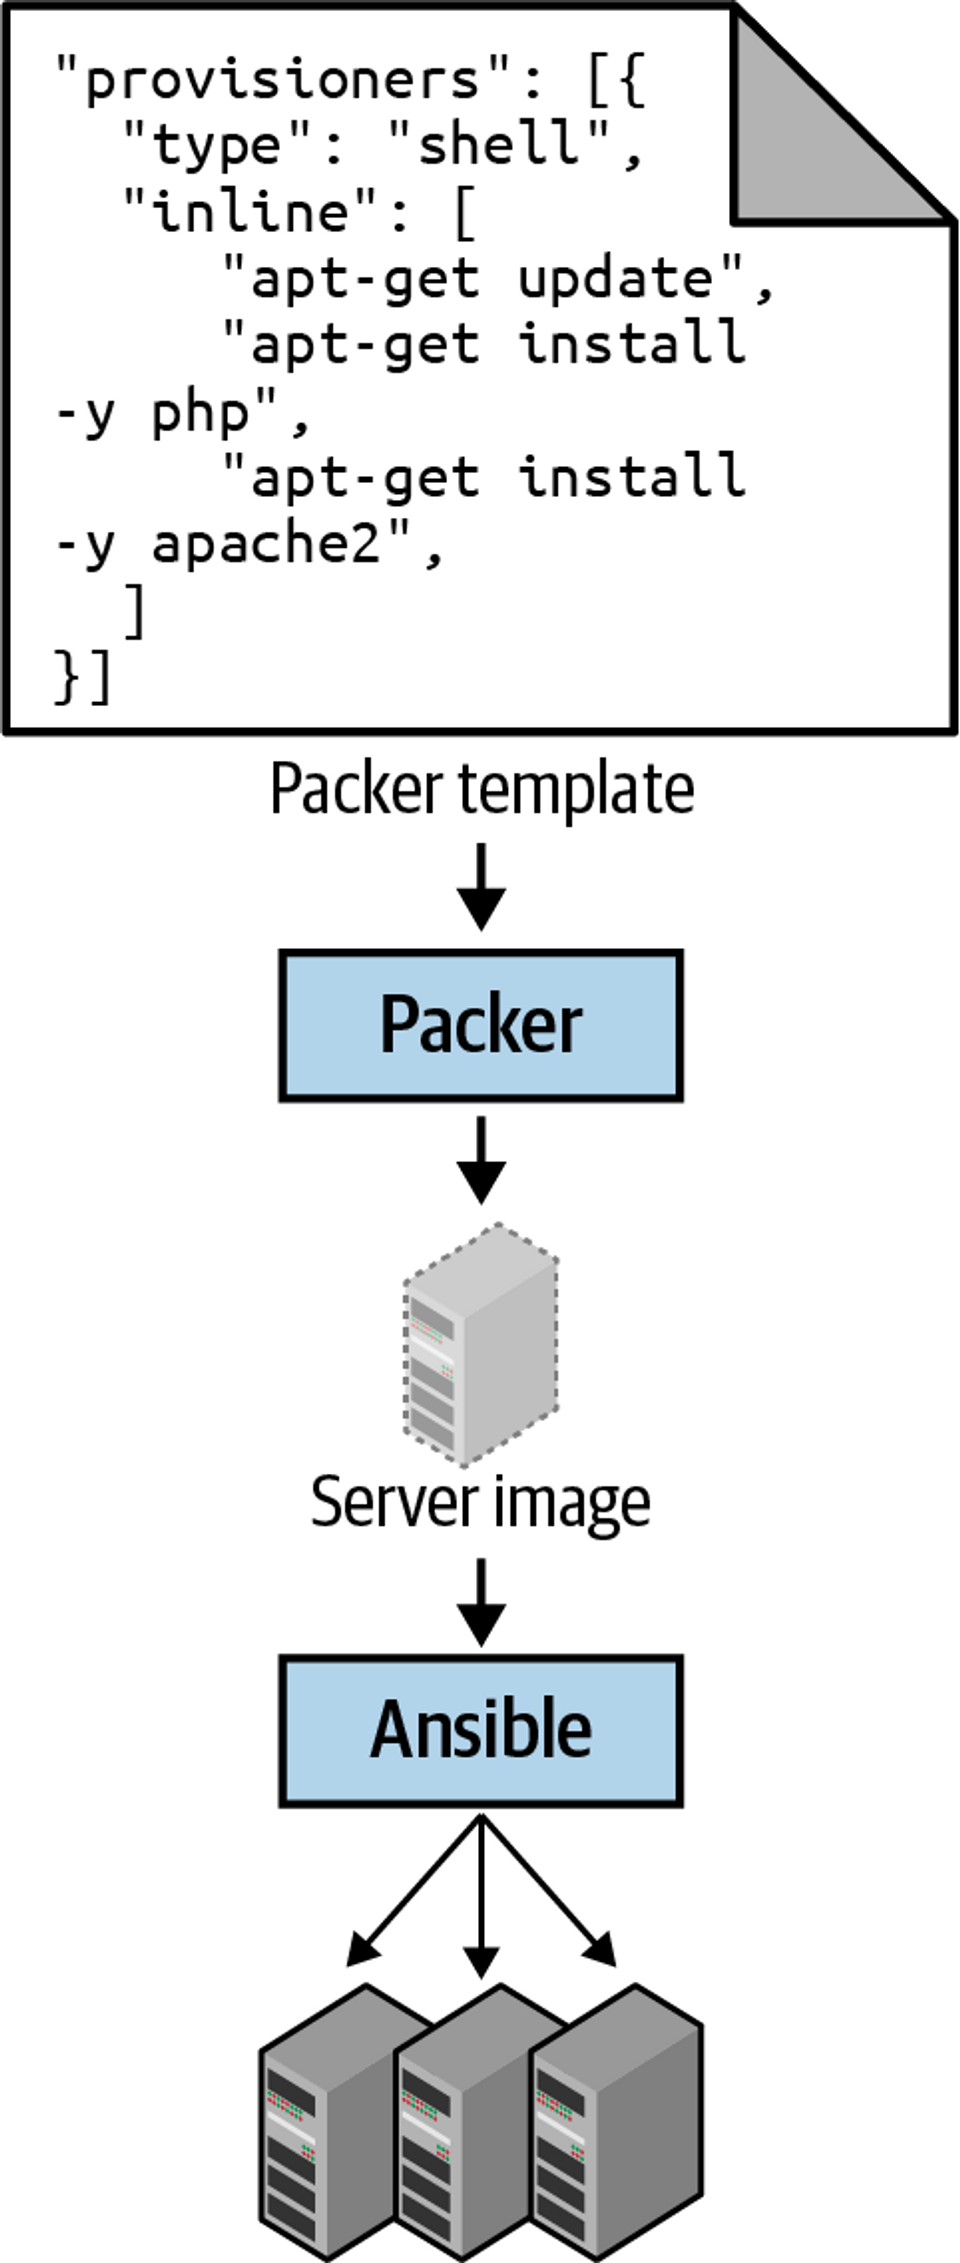 "provisioners": [{
  "type": "shell",
  "inline": [
     "apt-get update",
     "apt-get install
-y php",
     "apt-get install
-y apache2",
  ]
}]
Packer template
Packer
Server image
Ansible